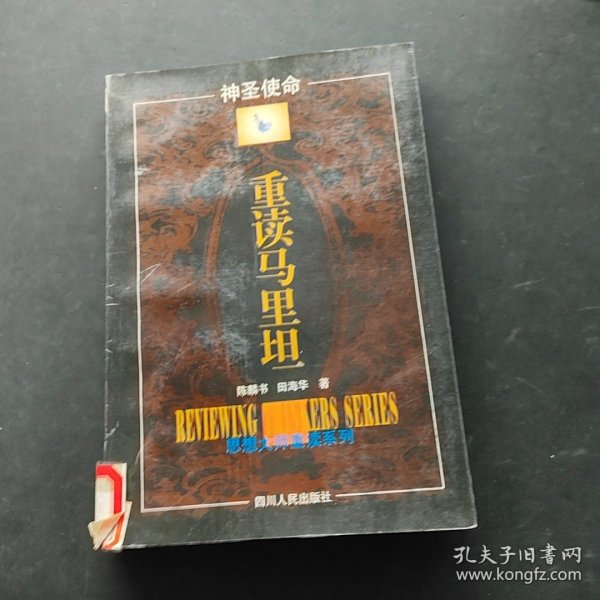 神圣使命
重读马里坦
陈麟书 田海华 著
REVIEWING KERS SERIES
思想大师重读系列
四川人民出版社
孔夫子旧书网
www.kongfz.com